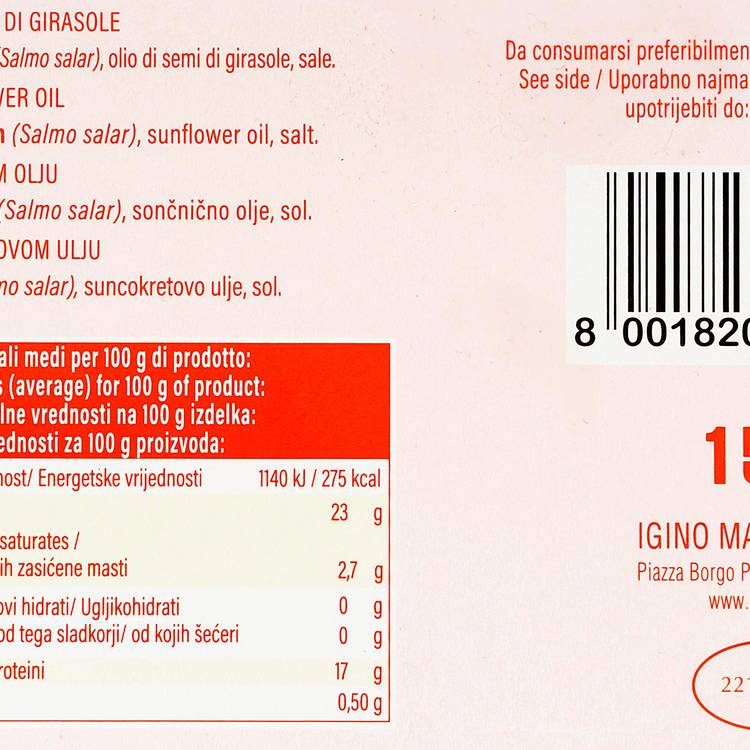 DI GIRASOLE
(Salmo salar), olio di semi di girasole, sale.
ER OIL
(Salmo salar), sunflower oil, salt.
M OLJU
(Salmo salar), sončnično olje, sol.
OVOM ULJU
salar), suncokretovo ulje, sol.
ali medi per 100 g di prodotto:
s (average) for 100 g of product:
lne vrednosti na 100 g izdelka:
ednosti za 100 g proizvoda:
nost/ Energetske vrijednosti 1140 kJ / 275 kcal
23 g
saturates /
ih zasićene masti 2,7 g
ovi hidrati/ Ugljikohidrati 0 g
od tega sladkorji/ od kojih šećeri 0 g
roteini 17 g
0,50 g
Da consumarsi preferibilmen
See side / Uporabno najma
upotrijebiti do:
8 001820
15
IGINO MA
Piazza Borgo P
www.
221